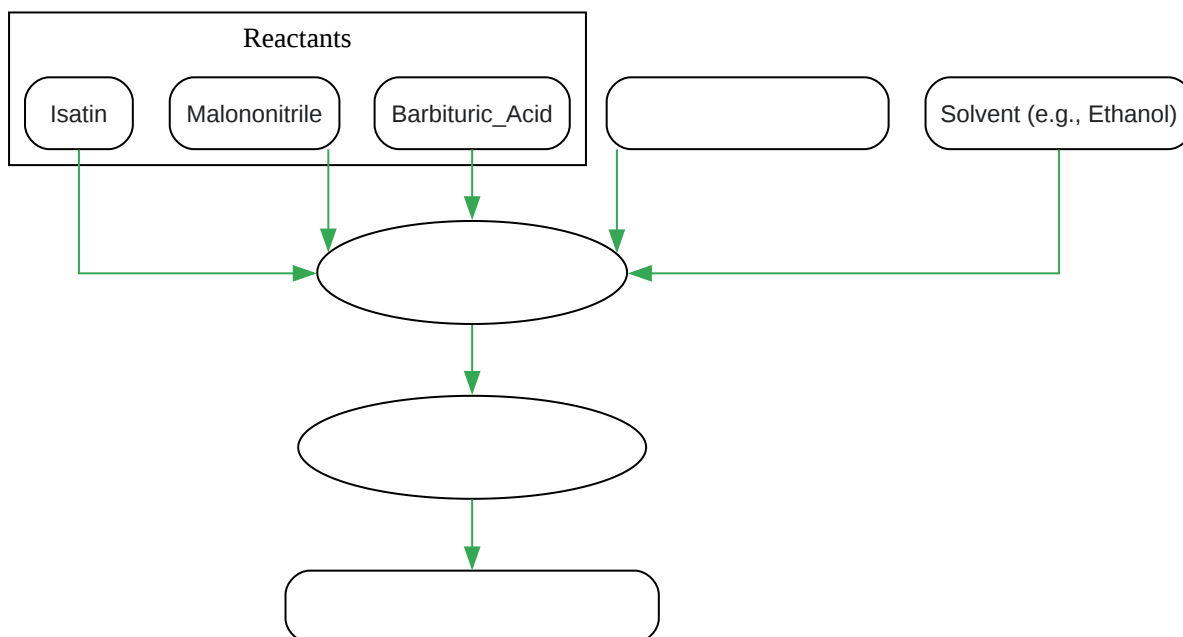 Reactants
Isatin
Malononitrile
Barbituric_Acid
Solvent (e.g., Ethanol)